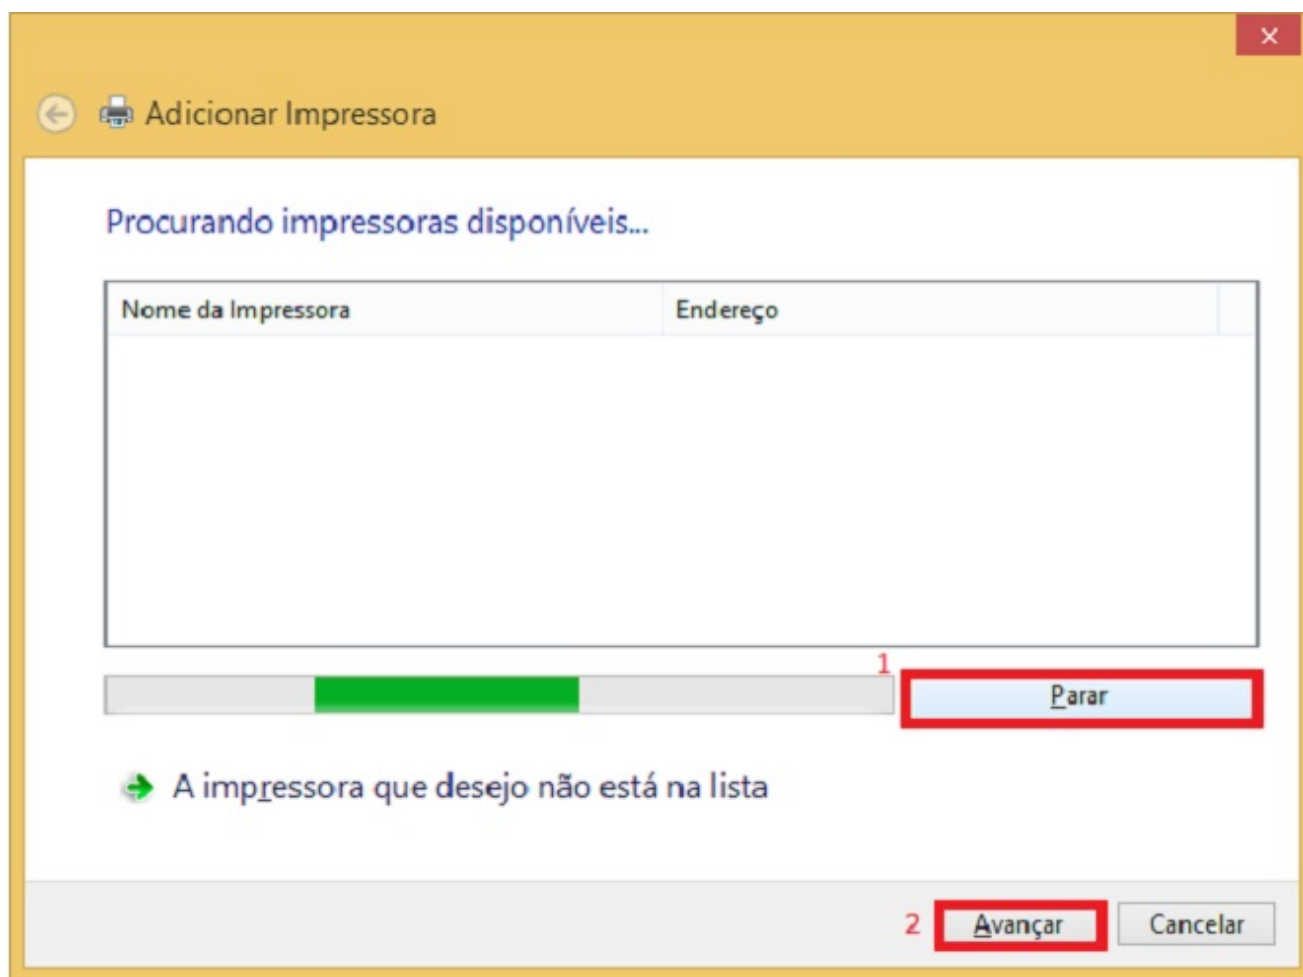 Adicionar Impressora
Procurando impressoras disponíveis...
Nome da Impressora Endereço
1
Parar
A impressora que desejo não está na lista
2 Avançar Cancelar